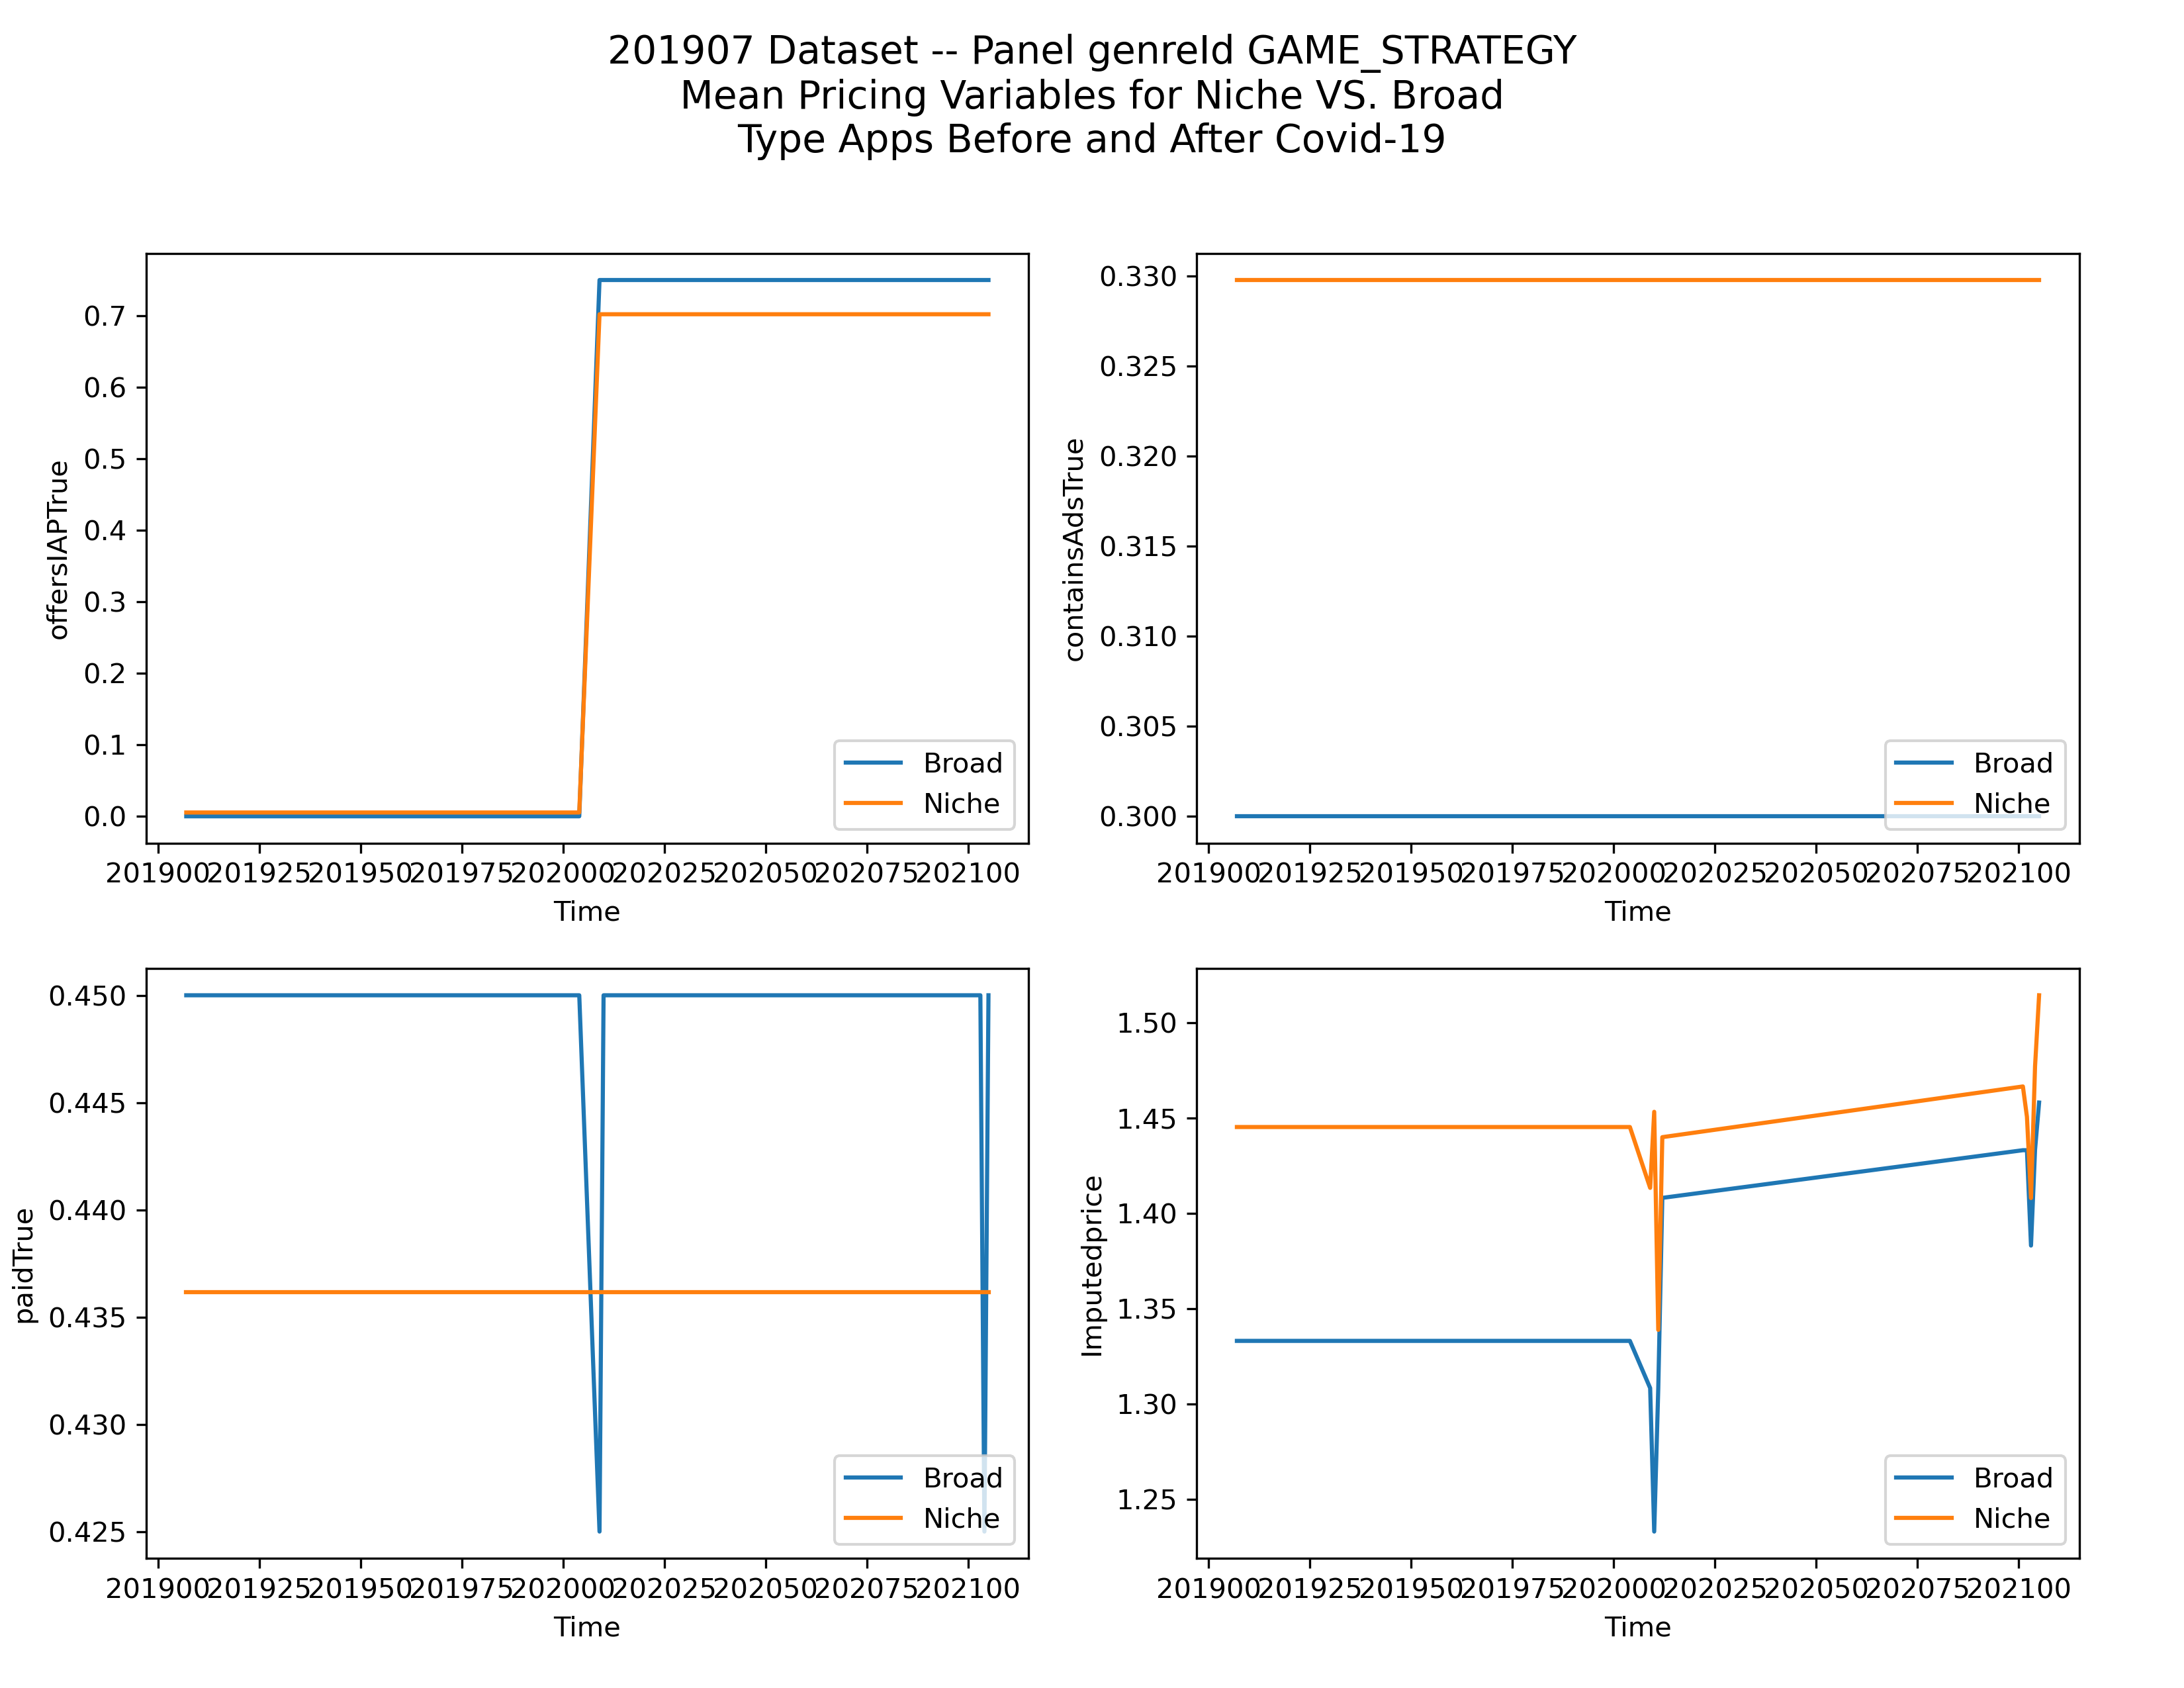 201907 Dataset -- Panel genreId GAME_STRATEGY
Mean Pricing Variables for Niche VS. Broad
Type Apps Before and After Covid-19
offersIAPTrue
0.7
0.6
0.5
0.4
0.3
0.2
0.1
0.0
201900 201925 201950 201975 202000 202025 202050 202075 202100
Time
Broad
Niche
containsAdsTrue
0.330
0.325
0.320
0.315
0.310
0.305
0.300
201900 201925 201950 201975 202000 202025 202050 202075 202100
Time
Broad
Niche
paidTrue
0.450
0.445
0.440
0.435
0.430
0.425
201900 201925 201950 201975 202000 202025 202050 202075 202100
Time
Broad
Niche
Imputedprice
1.50
1.45
1.40
1.35
1.30
1.25
201900 201925 201950 201975 202000 202025 202050 202075 202100
Time
Broad
Niche